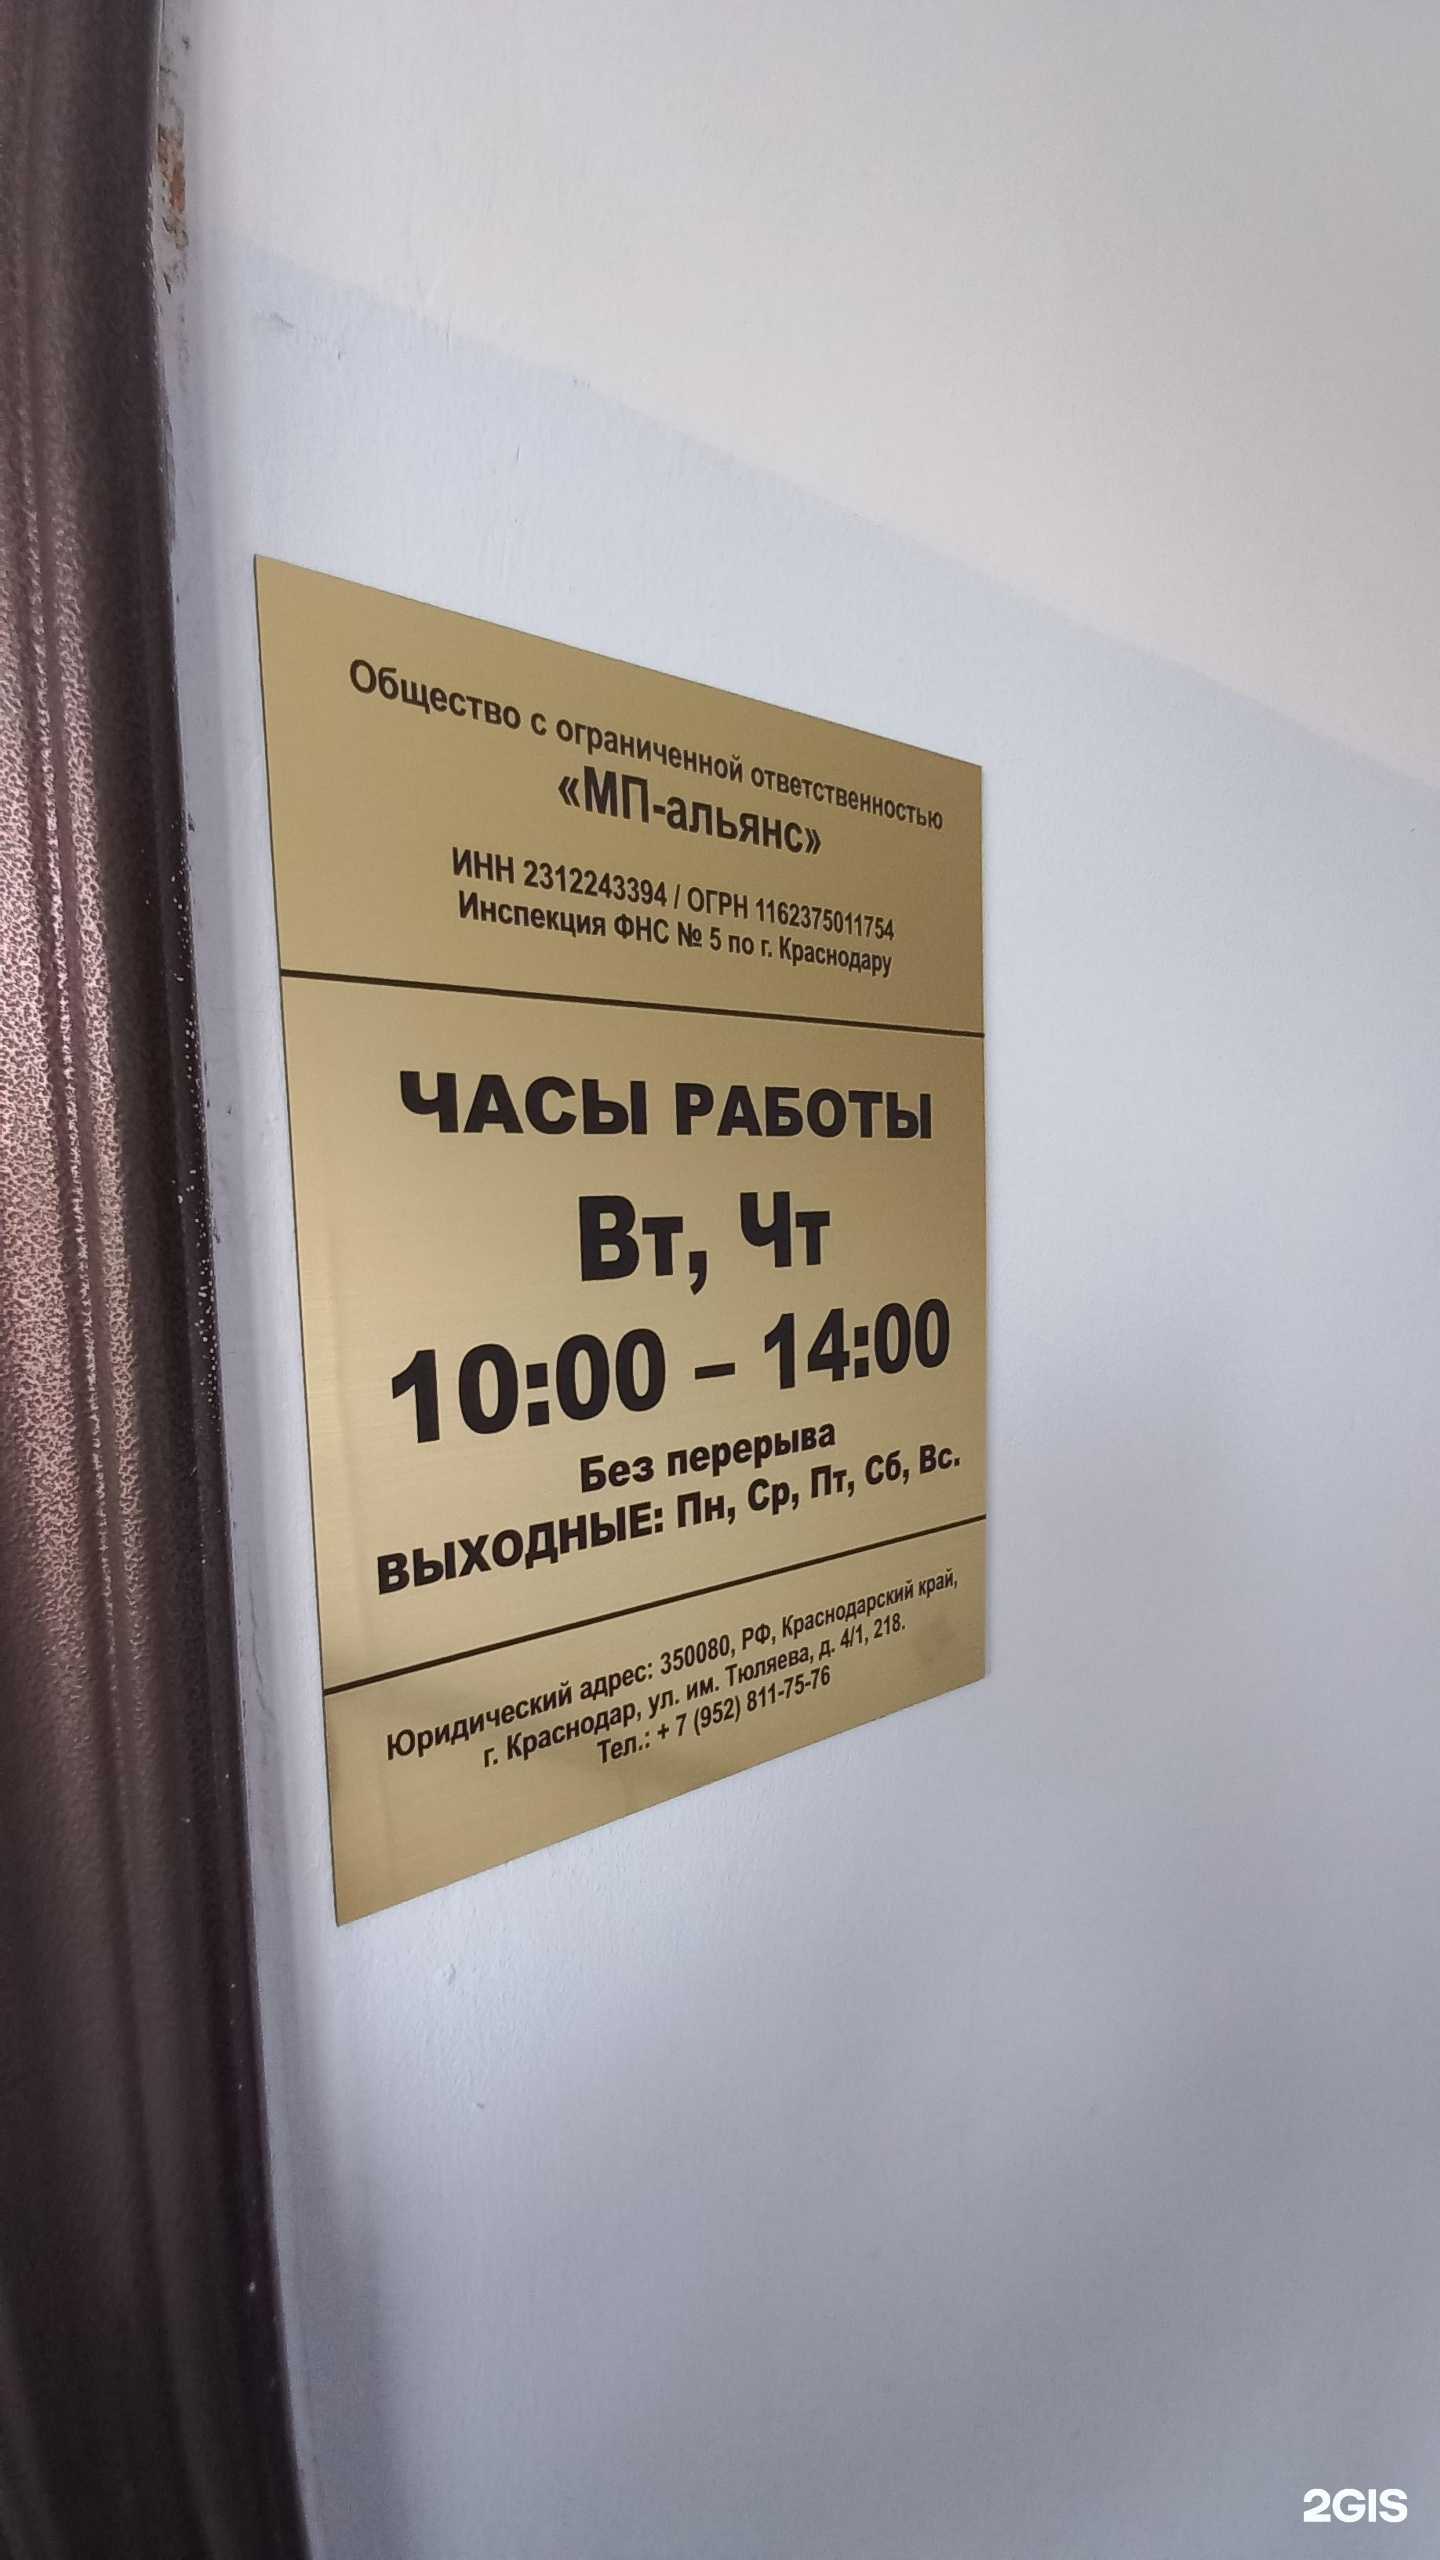 Общество с ограниченной ответственностью
«МП-альянс»
ИНН 2312243394 / ОГРН 1162375011754
Инспекция ФНС № 5 по г. Краснодару
ЧАСЫ РАБОТЫ
Вт, Чт
10:00 – 14:00
Без перерыва
ВЫХОДНЫЕ: Пн, Ср, Пт, Сб, Вс.
Юридический адрес: 350080, РФ, Краснодарский край,
г. Краснодар, ул. им. Тюляева, д. 4/1, 218.
Тел.: + 7 (952) 811-75-76
2GIS